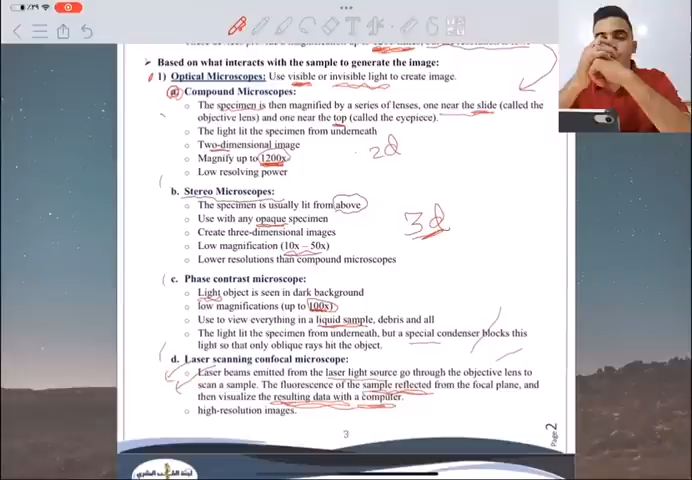 ٪٨٩
Based on what interacts with the sample to generate the image:
1) Optical Microscopes: Use visible or invisible light to create image.
a. Compound Microscopes:
The specimen is then magnified by a series of lenses, one near the slide (called the
objective lens) and one near the top (called the eyepiece).
The light lit the specimen from underneath
Two-dimensional image
2d
Magnify up to 1200x
Low resolving power
b. Stereo Microscopes:
The specimen is usually lit from above
Use with any opaque specimen
3d
Create three-dimensional images
Low magnification (10x – 50x)
Lower resolutions than compound microscopes
c. Phase contrast microscope:
Light object is seen in dark background
low magnifications (up to 100x)
Use to view everything in a liquid sample, debris and all
The light lit the specimen from underneath, but a special condenser blocks this
light so that only oblique rays hit the object.
d. Laser scanning confocal microscope:
Laser beams emitted from the laser light source go through the objective lens to
scan a sample. The fluorescence of the sample reflected from the focal plane, and
then visualize the resulting data with a computer.
high-resolution images.
3
Page 2